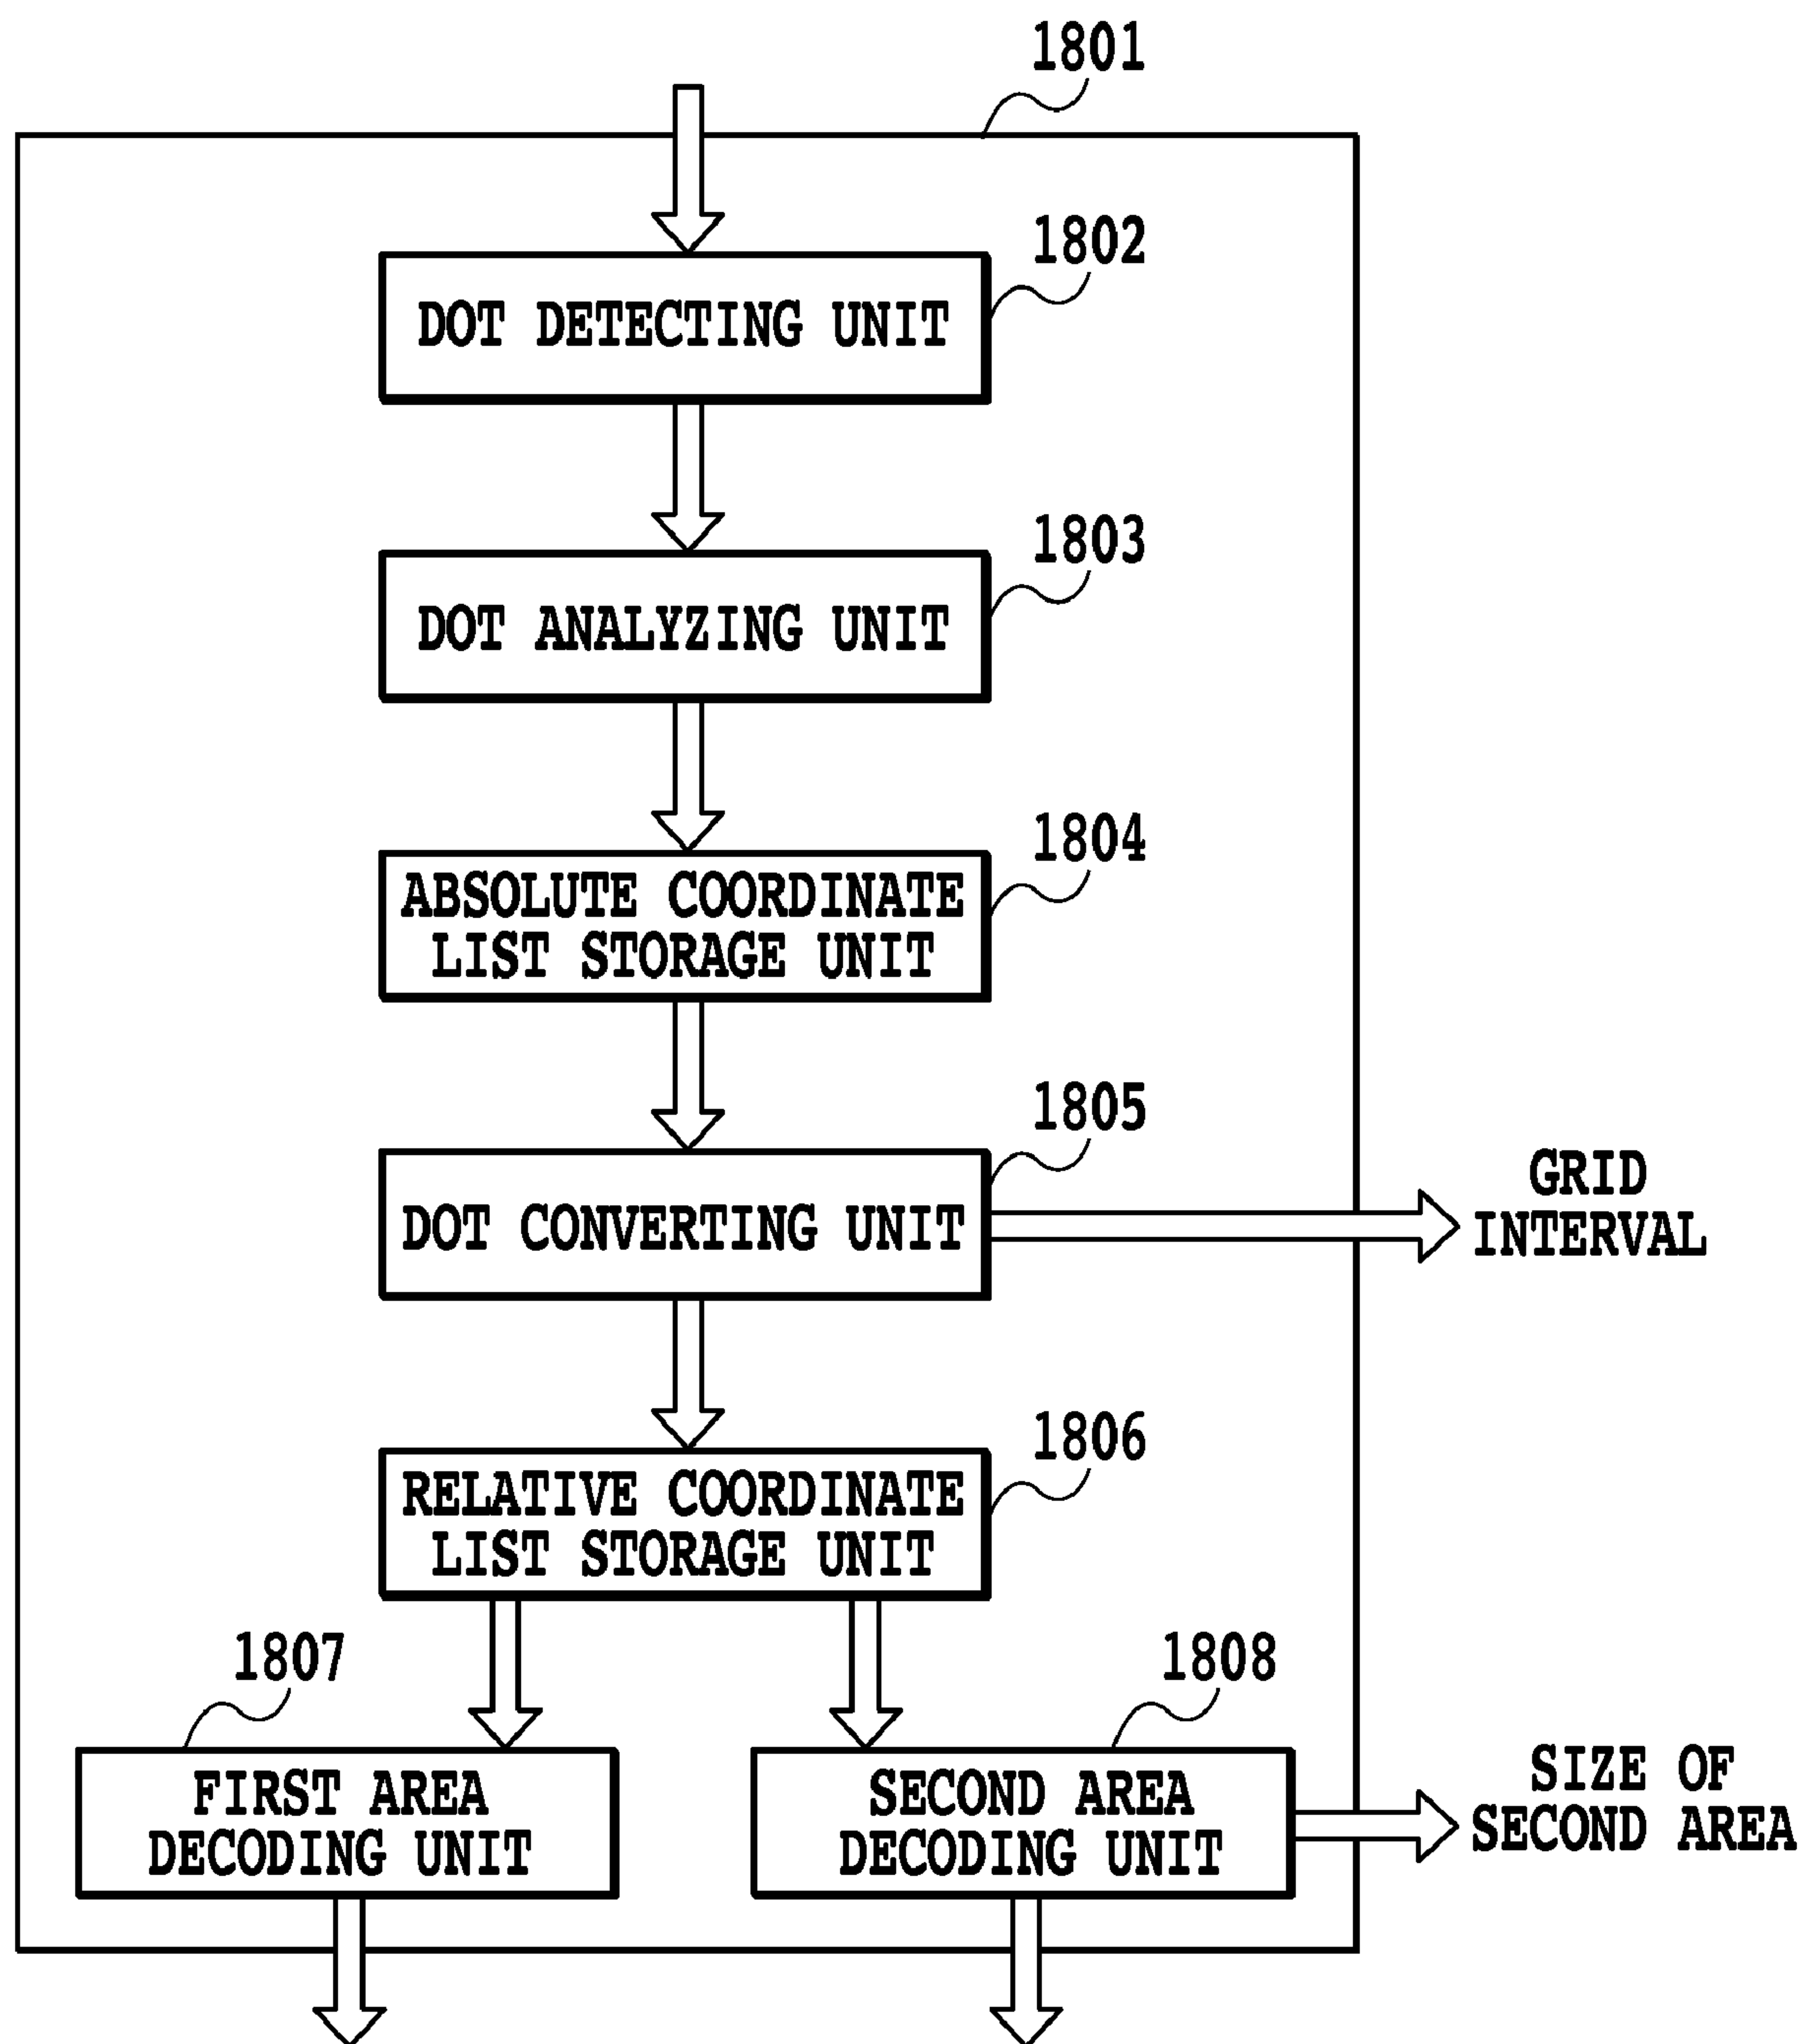 1801
1802
DOT DETECTING UNIT
1803
DOT ANALYZING UNIT
1804
ABSOLUTE COORDINATE
LIST STORAGE UNIT
1805
DOT CONVERTING UNIT
GRID
INTERVAL
1806
RELATIVE COORDINATE
LIST STORAGE UNIT
1807
FIRST AREA
DECODING UNIT
1808
SECOND AREA
DECODING UNIT
SIZE OF
SECOND AREA